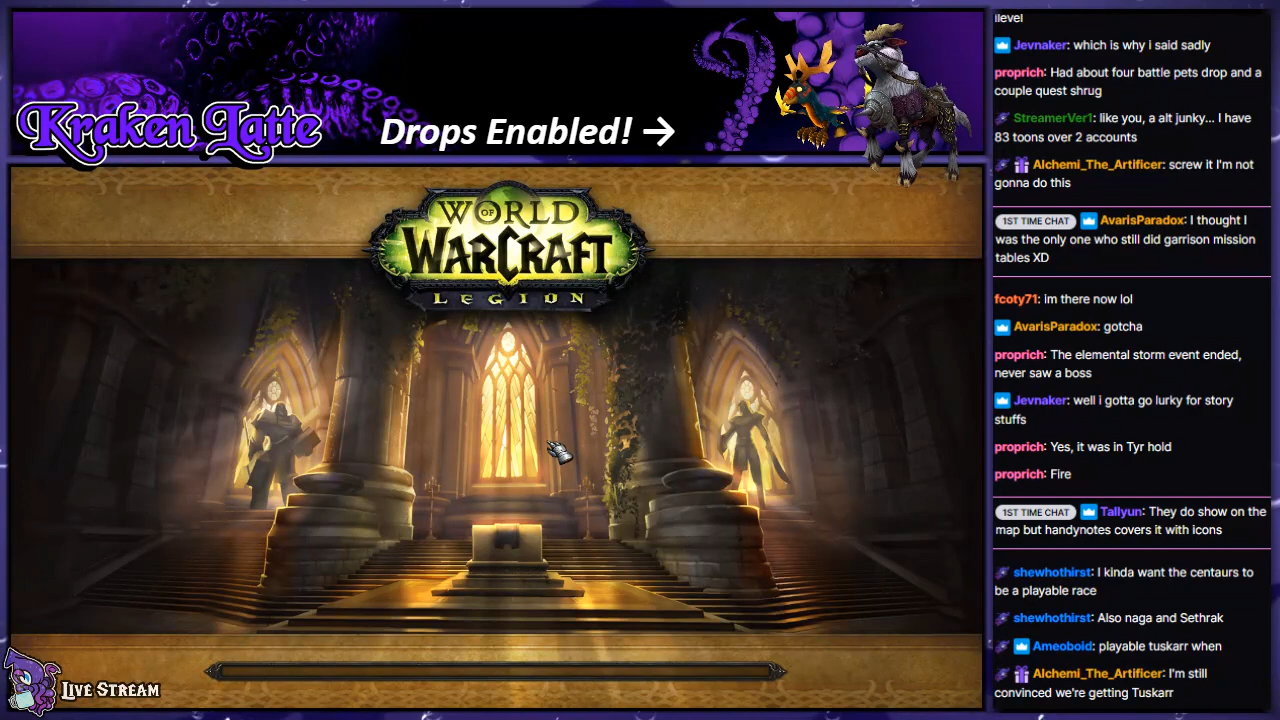 Kraken Latte
Drops Enabled! →
WORLD
OF
WARCRAFT
LEGION
LIVE STREAM
ilevel
Jevnaker: which is why i said sadly
proprich: Had about four battle pets drop and a
couple quest shrug
StreamerVer1: like you, a alt junky... I have
83 toons over 2 accounts
Alchemi_The_Artificer: screw it I'm not
gonna do this
1ST TIME CHAT AvarisParadox: I thought I
was the only one who still did garrison mission
tables XD
fcoty71: im there now lol
AvarisParadox: gotcha
proprich: The elemental storm event ended,
never saw a boss
Jevnaker: well i gotta go lurky for story
stuffs
proprich: Yes, it was in Tyr hold
proprich: Fire
1ST TIME CHAT Tallyun: They do show on the
map but handynotes covers it with icons
shewhothirst: I kinda want the centaurs to
be a playable race
shewhothirst: Also naga and Sethrak
Ameoboid: playable tuskarr when
Alchemi_The_Artificer: I'm still
convinced we're getting Tuskarr